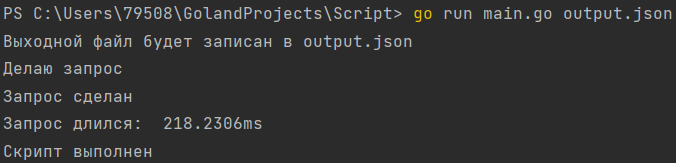 PS C:\Users\79508\GolandProjects\Script> go run main.go output.json
Выходной файл будет записан в output.json
Делаю запрос
Запрос сделан
Запрос длился:  218.2306ms
Скрипт выполнен